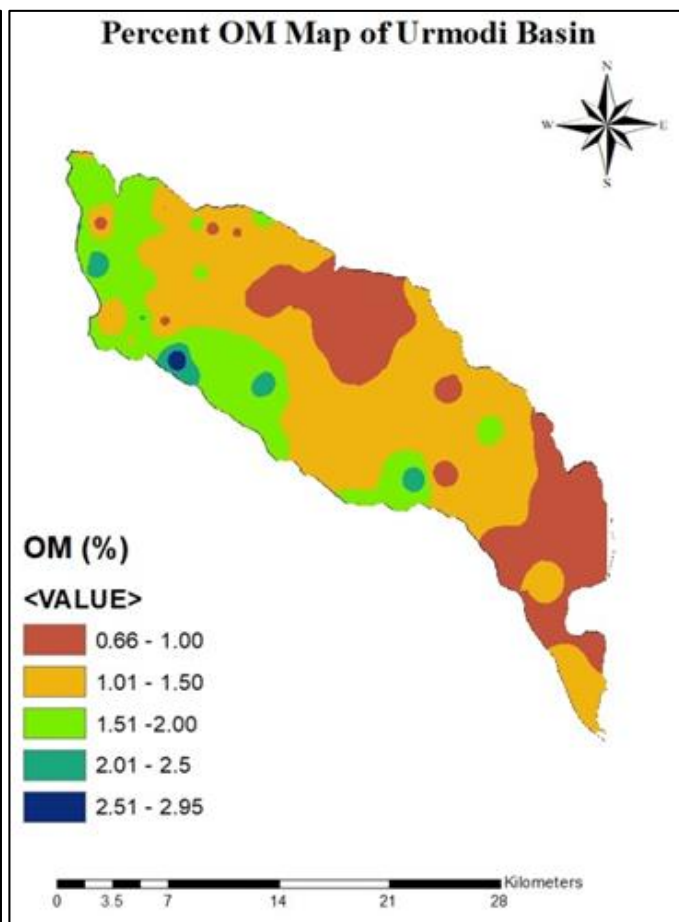 Percent OM Map of Urmodi Basin
N
W E
S
OM (%)
<VALUE>
0.66 - 1.00
1.01 - 1.50
1.51 -2.00
2.01 - 2.5
2.51 - 2.95
Kilometers
0 3.5 7 14 21 28